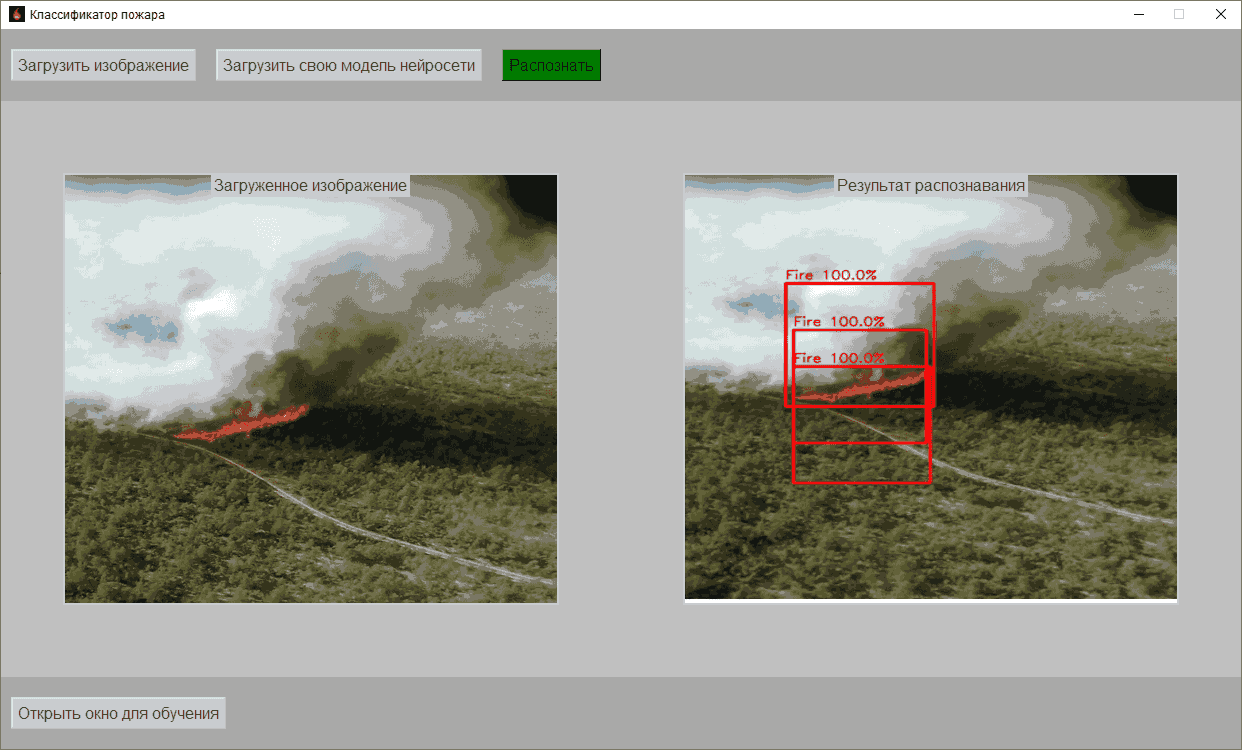 Классификатор пожара
Загрузить изображение
Загрузить свою модель нейросети
Распознать
Загруженное изображение
Результат распознавания
Fire 100.0%
Fire 100.0%
Fire 100.0%
Открыть окно для обучения